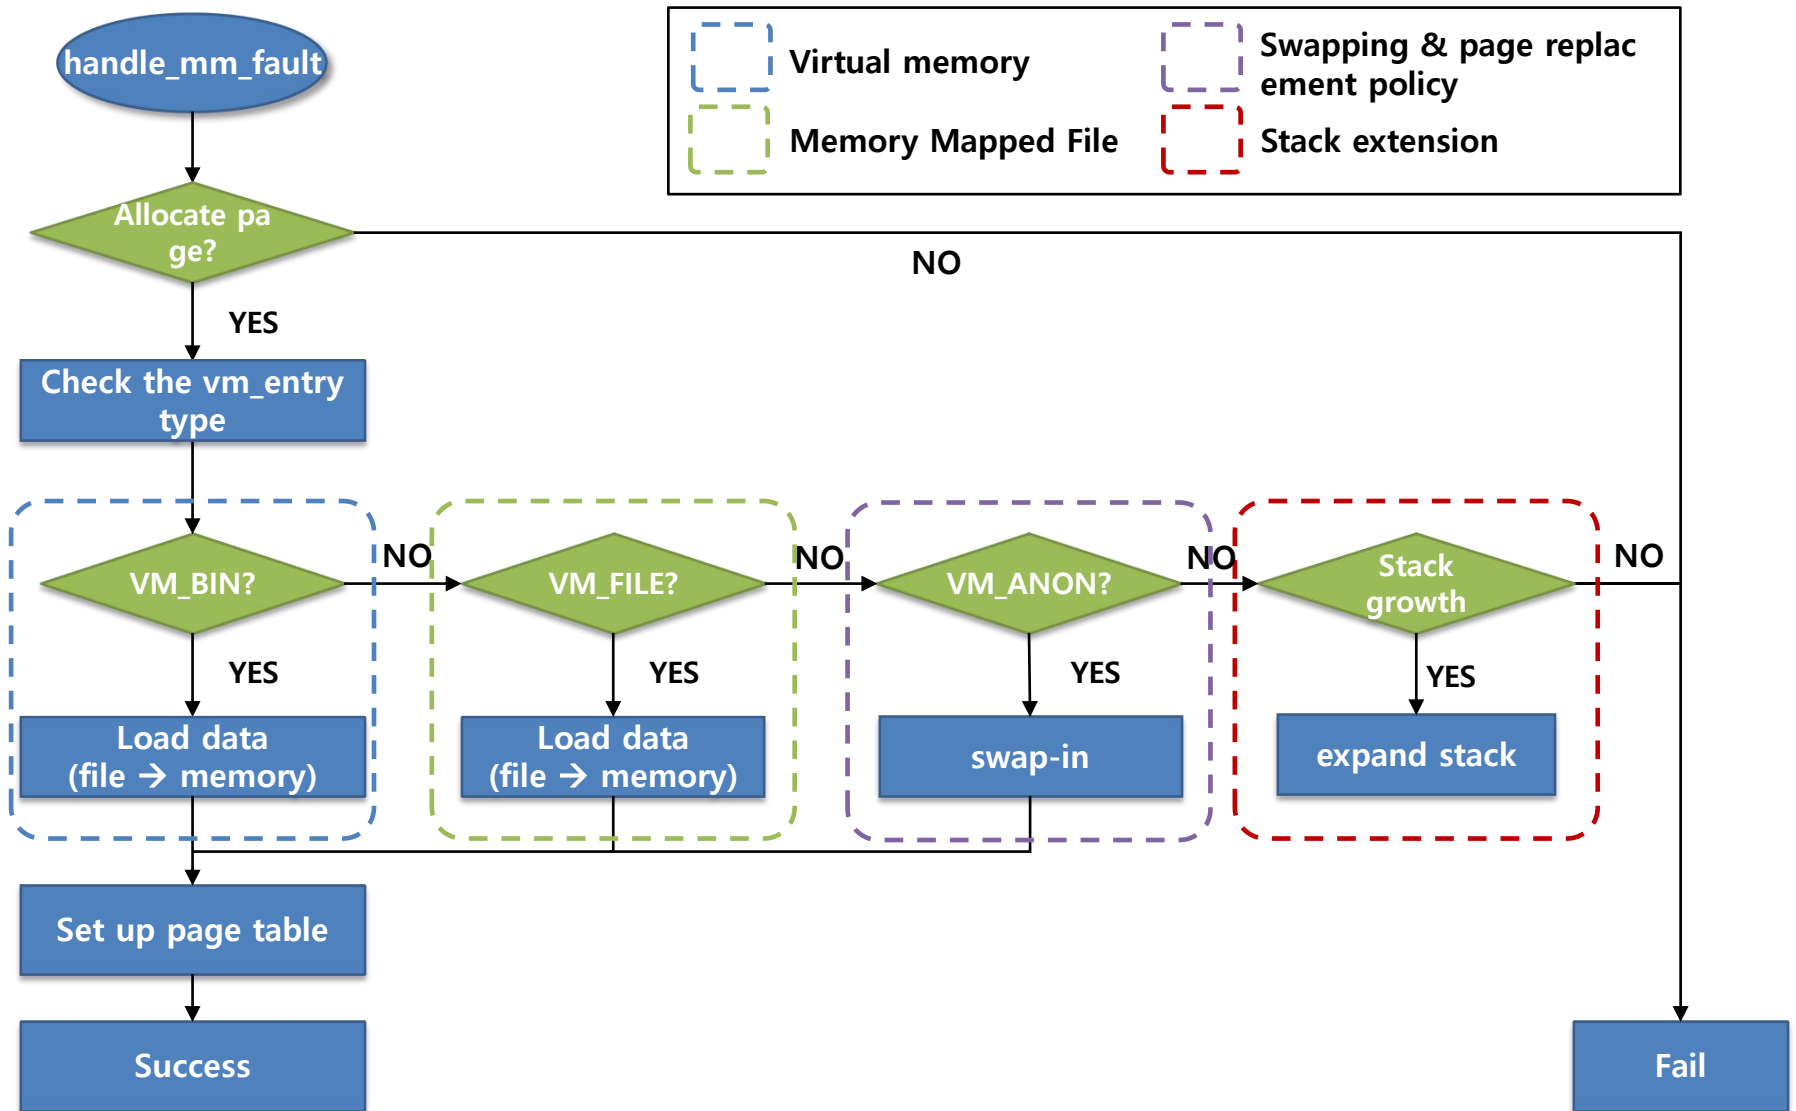 handle_mm_fault
Virtual memory
Swapping & page replac
ement policy
Memory Mapped File
Stack extension
Allocate pa
ge?
NO
YES
Check the vm_entry
type
VM_BIN?
NO
VM_FILE?
NO
VM_ANON?
NO
Stack
growth
NO
YES
YES
YES
YES
Load data
(file → memory)
Load data
(file → memory)
swap-in
expand stack
Set up page table
Success
Fail